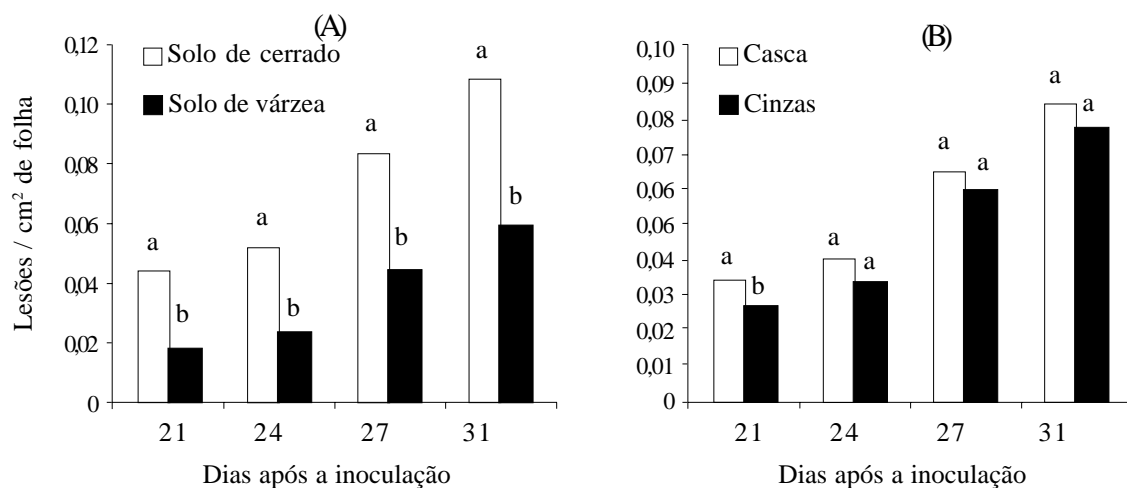 (A)
Lesões / cm² de folha
0,12
0,10
0,08
0,06
0,04
0,02
0
Solo de cerrado
Solo de várzea
a
b
a
b
a
b
a
b
21 24 27 31
Dias após a inoculação
(B)
0,10
0,09
0,08
0,07
0,06
0,04
0,03
0,02
0,01
0
Casca
Cinzas
a
b
a
a
a
a
a
a
21 24 27 31
Dias após a inoculação